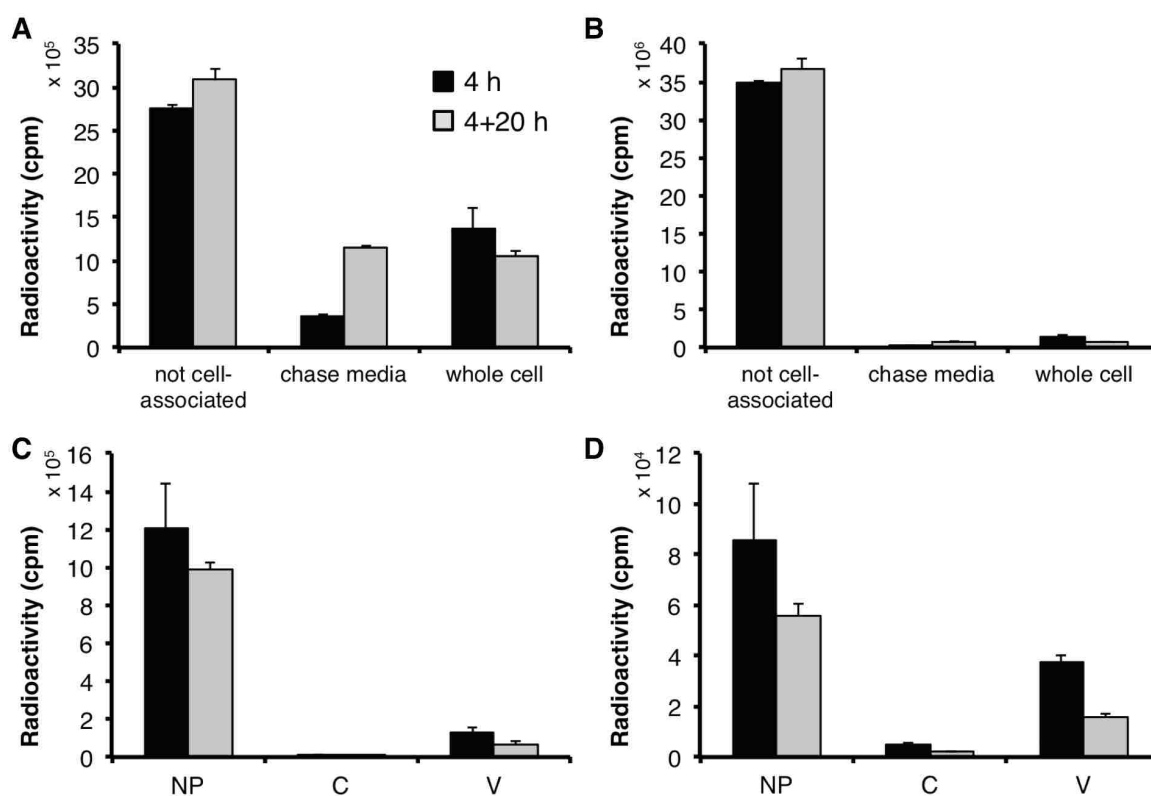 A
x 10⁵
Radioactivity (cpm)
35
30
25
20
15
10
5
0
4 h
4+20 h
not cell-
associated
chase media
whole cell
B
x 10⁶
Radioactivity (cpm)
40
35
30
25
20
15
10
5
0
not cell-
associated
chase media
whole cell
C
x 10⁵
Radioactivity (cpm)
16
14
12
10
8
6
4
2
0
NP
C
V
D
x 10⁴
Radioactivity (cpm)
12
10
8
6
4
2
0
NP
C
V